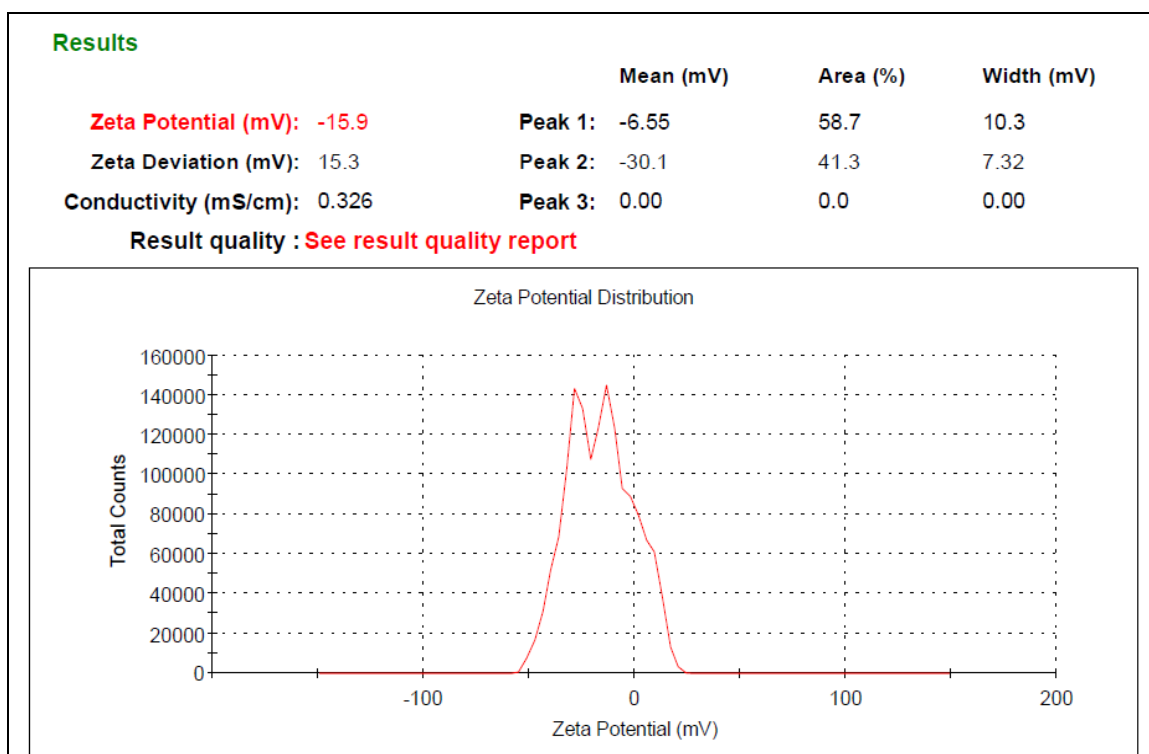 Results
Mean (mV) Area (%) Width (mV)
Zeta Potential (mV): -15.9 Peak 1: -6.55 58.7 10.3
Zeta Deviation (mV): 15.3 Peak 2: -30.1 41.3 7.32
Conductivity (mS/cm): 0.326 Peak 3: 0.00 0.0 0.00
Result quality : See result quality report
Zeta Potential Distribution
160000
140000
120000
100000
80000
60000
40000
20000
0
Total Counts
-100 0 100 200
Zeta Potential (mV)